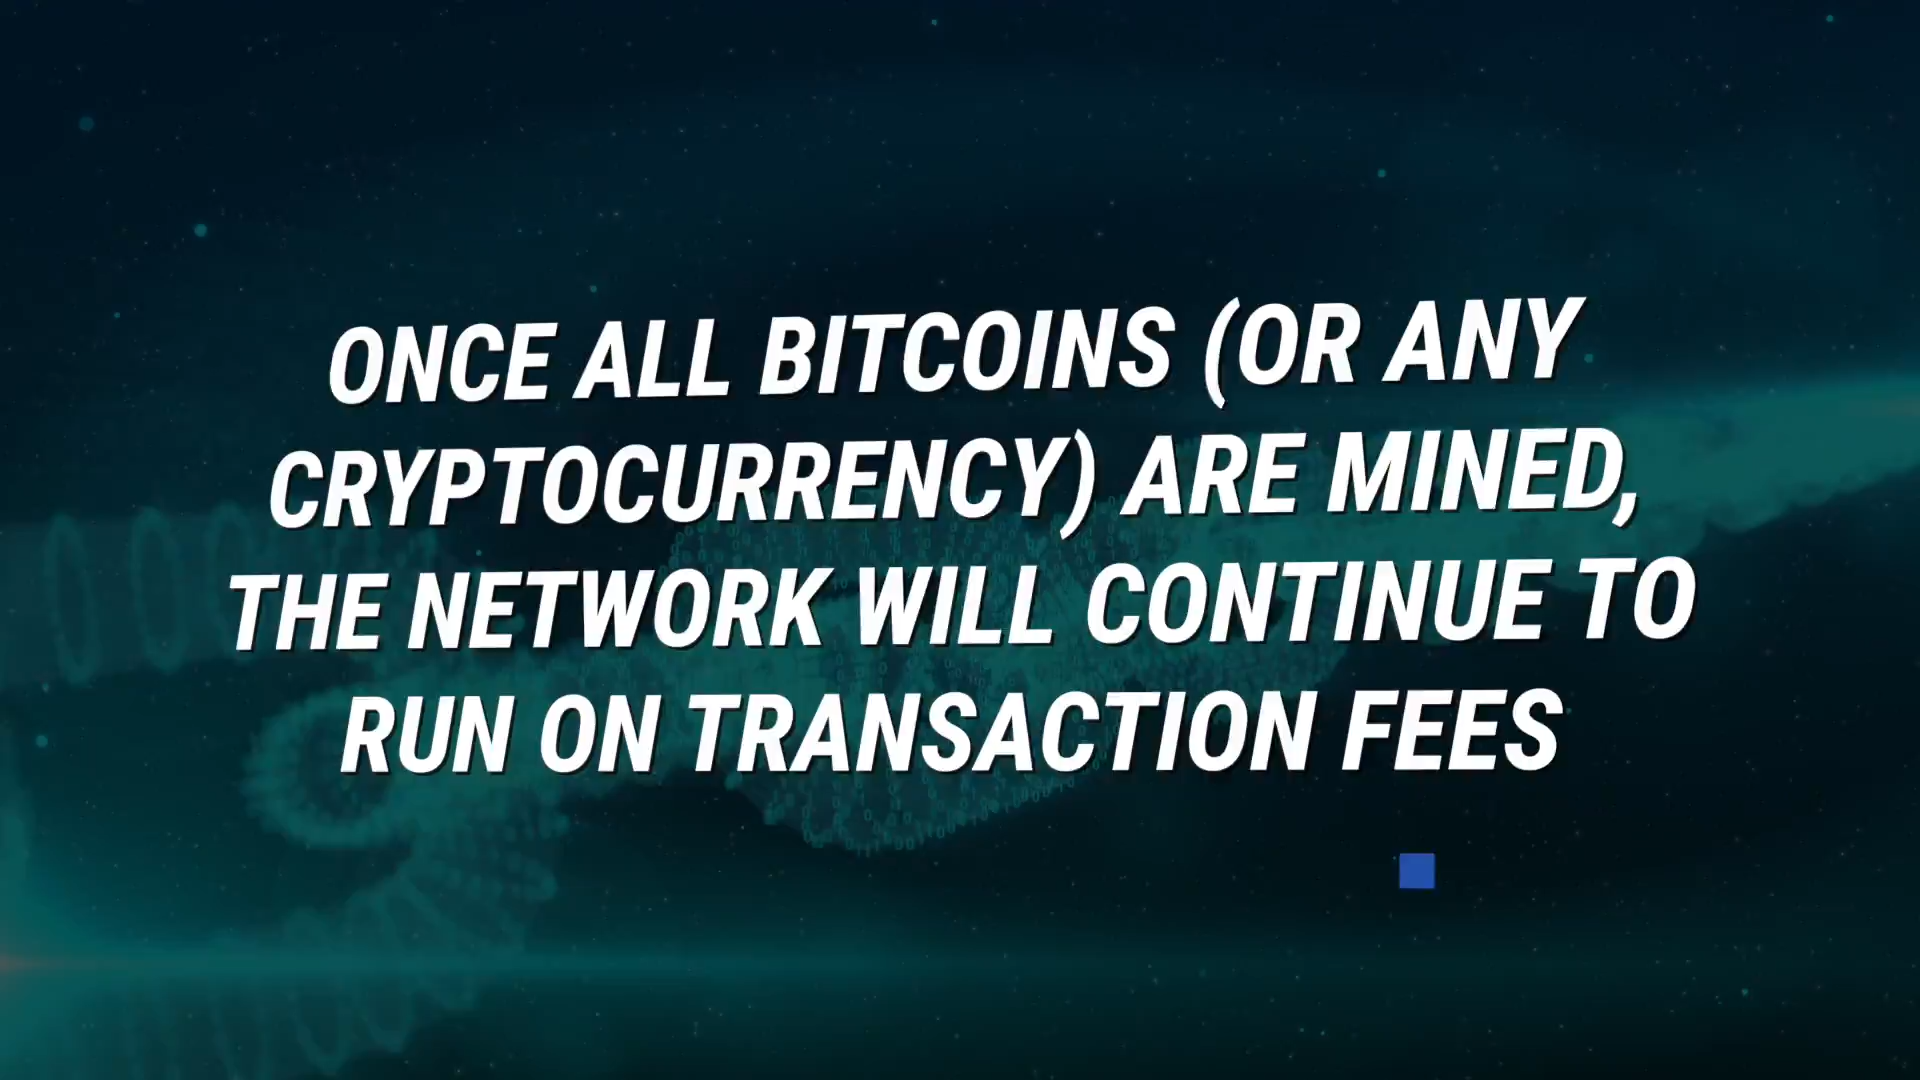 ONCE ALL BITCOINS (OR ANY
CRYPTOCURRENCY) ARE MINED,
THE NETWORK WILL CONTINUE TO
RUN ON TRANSACTION FEES